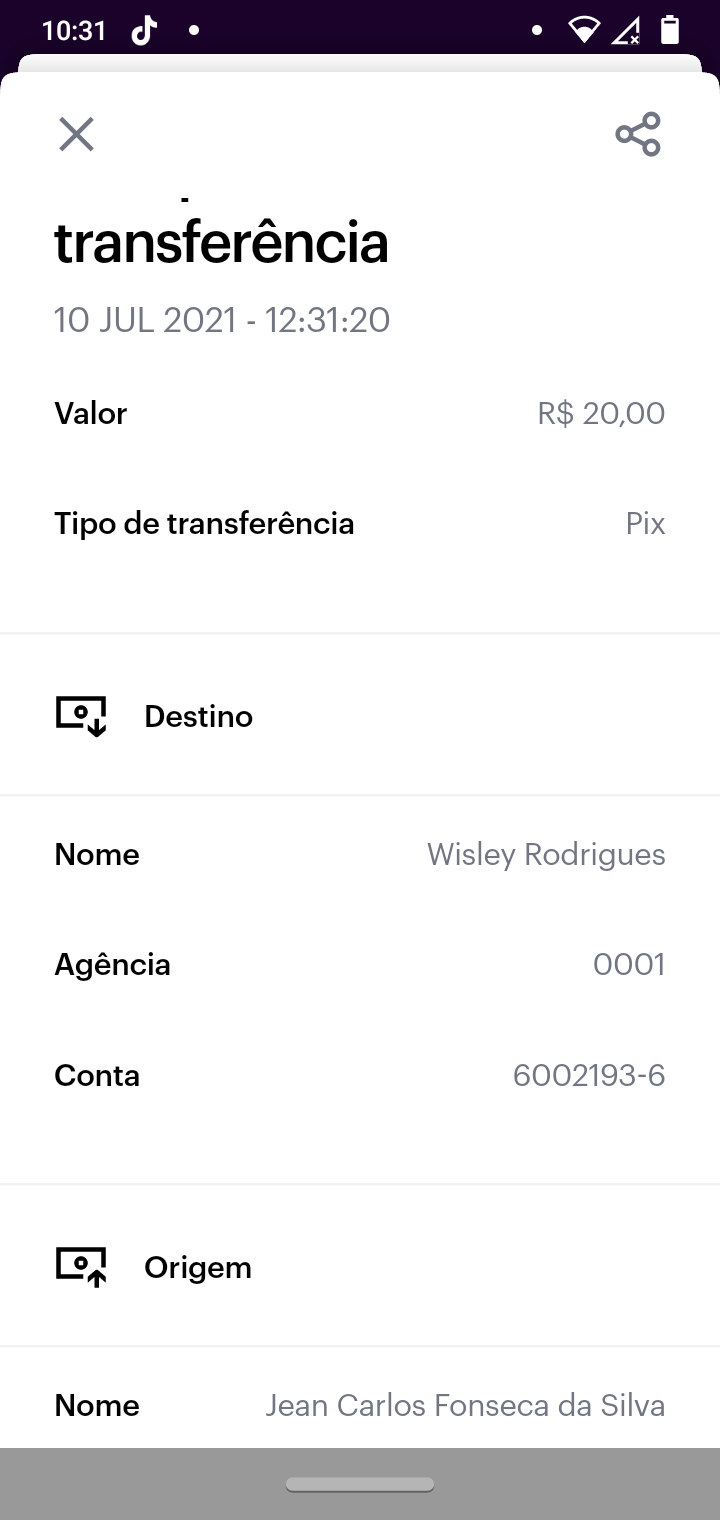 10:31
transferência
10 JUL 2021 - 12:31:20
Valor R$ 20,00
Tipo de transferência Pix
Destino
Nome Wisley Rodrigues
Agência 0001
Conta 6002193-6
Origem
Nome Jean Carlos Fonseca da Silva